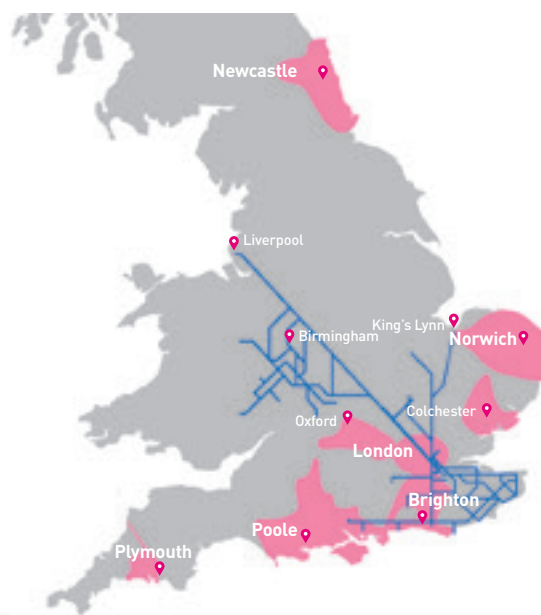 Newcastle
Liverpool
King's Lynn
Birmingham
Norwich
Colchester
Oxford
London
Brighton
Poole
Plymouth